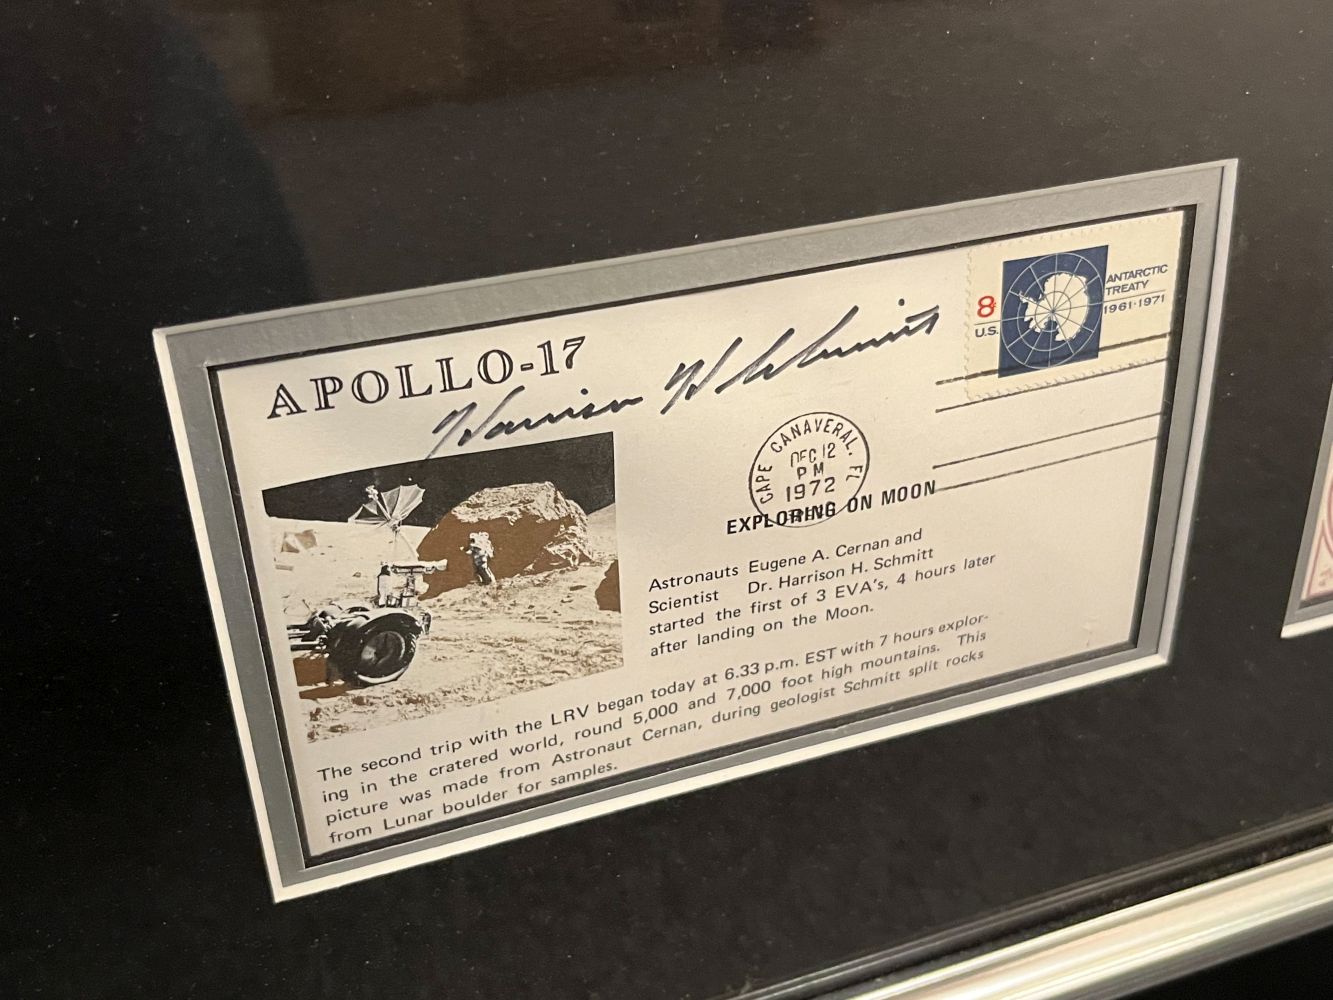 APOLLO-17
Harrison H Schmitt
8¢
U.S.
ANTARCTIC
TREATY
1961-1971
CAPE CANAVERAL, FL
DEC 12
PM
1972
EXPLORING ON MOON
Astronauts Eugene A. Cernan and
Scientist Dr. Harrison H. Schmitt
started the first of 3 EVA's, 4 hours later
after landing on the Moon.
The second trip with the LRV began today at 6.33 p.m. EST with 7 hours explor-
ing in the cratered world, round 5,000 and 7,000 foot high mountains. This
picture was made from Astronaut Cernan, during geologist Schmitt split rocks
from Lunar boulder for samples.